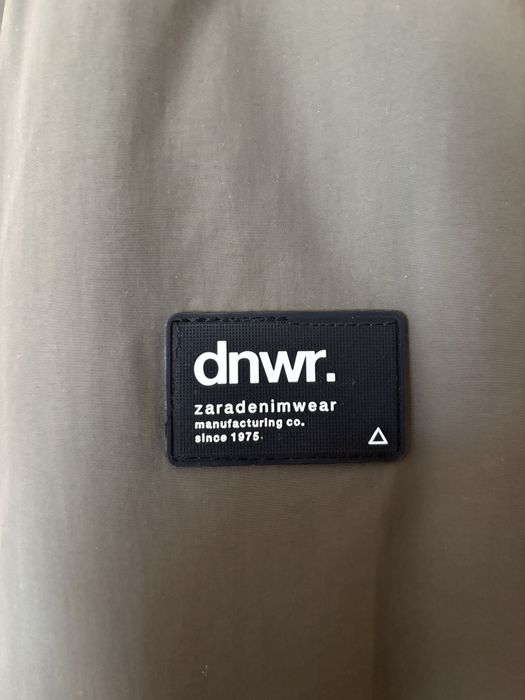 dnwr.
zaradenimwear
manufacturing co.
since 1975